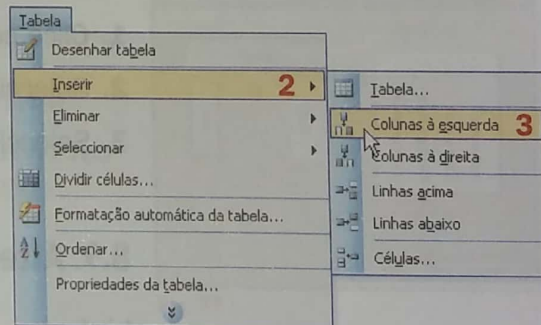 Tabela
Desenhar tabela
Inserir 2
Eliminar
Seleccionar
Dividir células...
Formatação automática da tabela...
Ordenar...
Propriedades da tabela...
Tabela...
Colunas à esquerda 3
Colunas à direita
Linhas acima
Linhas abaixo
Células...